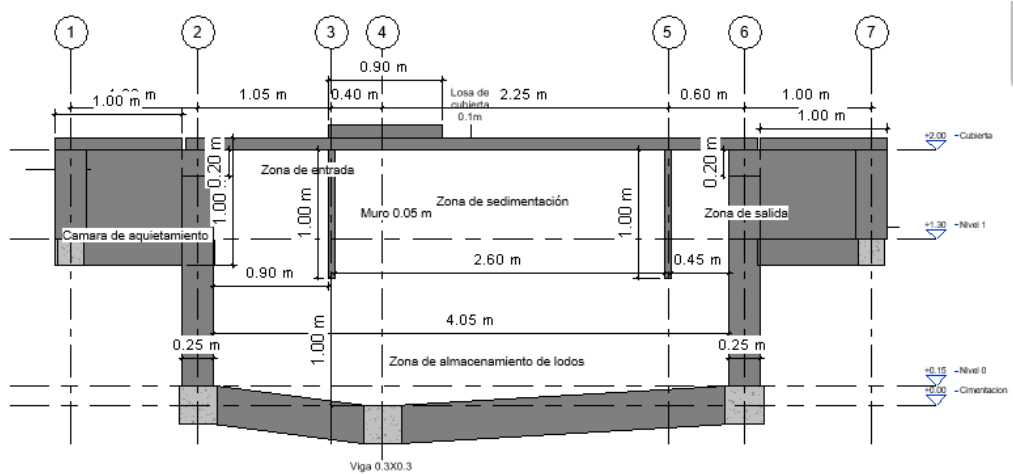 1 2 3 4 5 6 7
0.90 m
1.05 m 0.40 m 2.25 m 0.60 m 1.00 m
1.00 m 1.00 m
Losa de
cubierta
0.1m
+2.00 - Cubierta
0.20 m 0.20 m
Zona de entrada
Zona de sedimentación
Muro 0.05 m
Zona de salida
1.00 m 1.00 m 1.00 m
+1.30 - Nivel 1
Camara de aquietamiento
0.90 m 2.60 m 0.45 m
4.05 m
1.00 m
0.25 m 0.25 m
Zona de almacenamiento de lodos
+0.15 - Nivel 0
+0.00 - Cimentacion
Viga 0.3X0.3